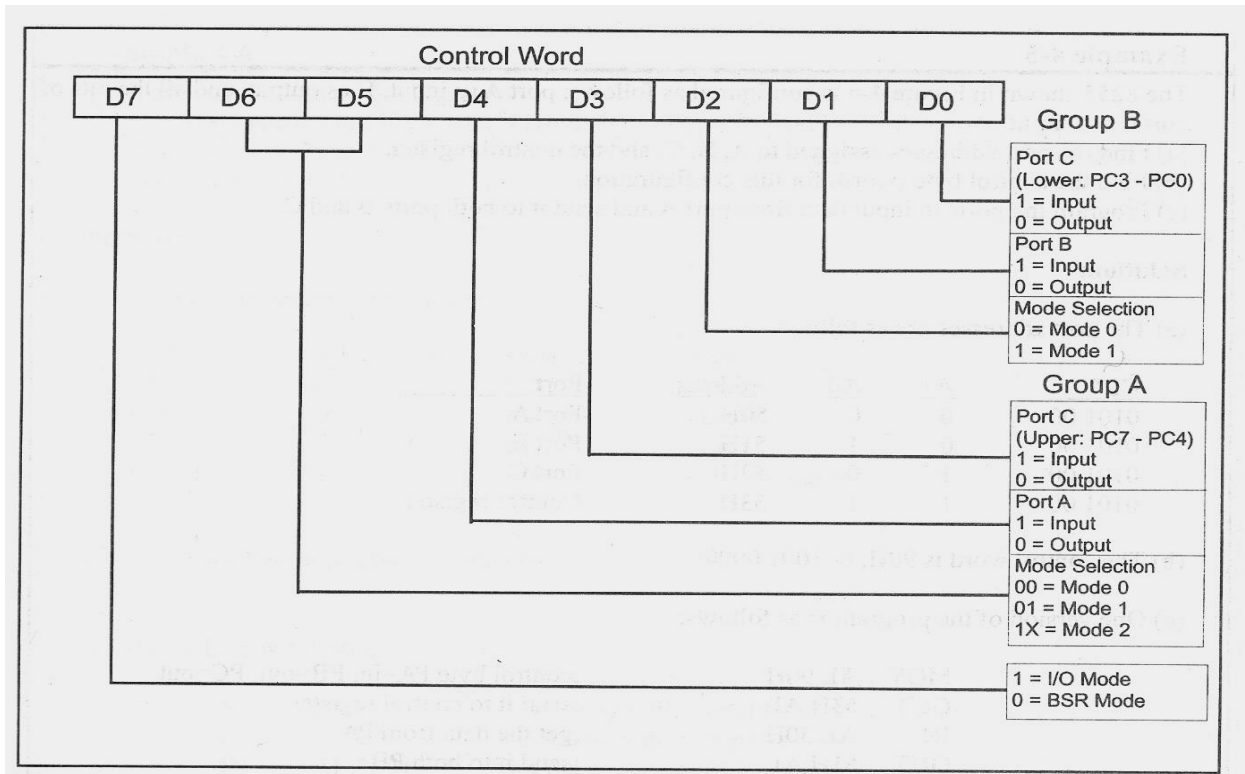 Control Word
D7 D6 D5 D4 D3 D2 D1 D0
Group B
Port C
(Lower: PC3 - PC0)
1 = Input
0 = Output
Port B
1 = Input
0 = Output
Mode Selection
0 = Mode 0
1 = Mode 1
Group A
Port C
(Upper: PC7 - PC4)
1 = Input
0 = Output
Port A
1 = Input
0 = Output
Mode Selection
00 = Mode 0
01 = Mode 1
1X = Mode 2
1 = I/O Mode
0 = BSR Mode